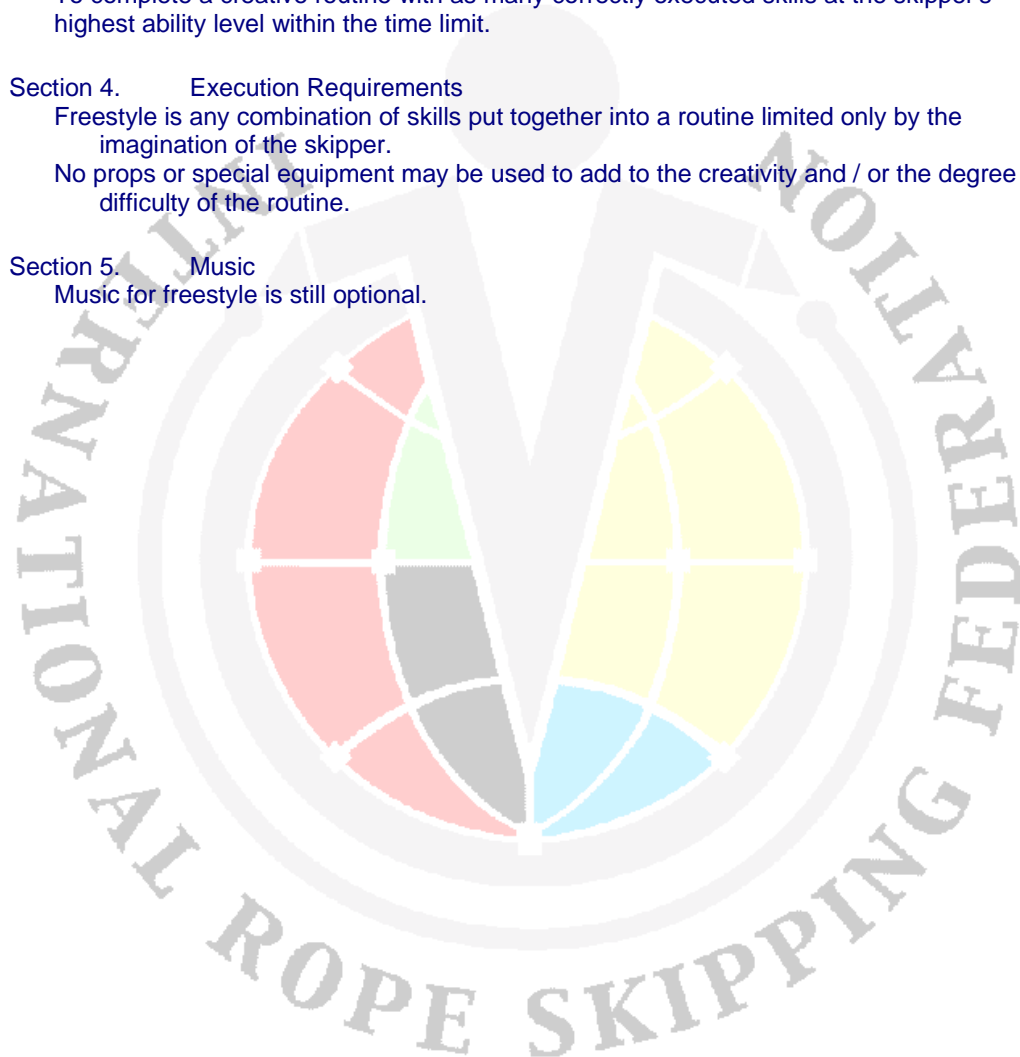 To complete a creative routine with as many correctly executed skills at the skipper's
highest ability level within the time limit.
Section 4. Execution Requirements
Freestyle is any combination of skills put together into a routine limited only by the
imagination of the skipper.
No props or special equipment may be used to add to the creativity and / or the degree
difficulty of the routine.
Section 5. Music
Music for freestyle is still optional.
INTERNATIONAL ROPE SKIPPING FEDERATION